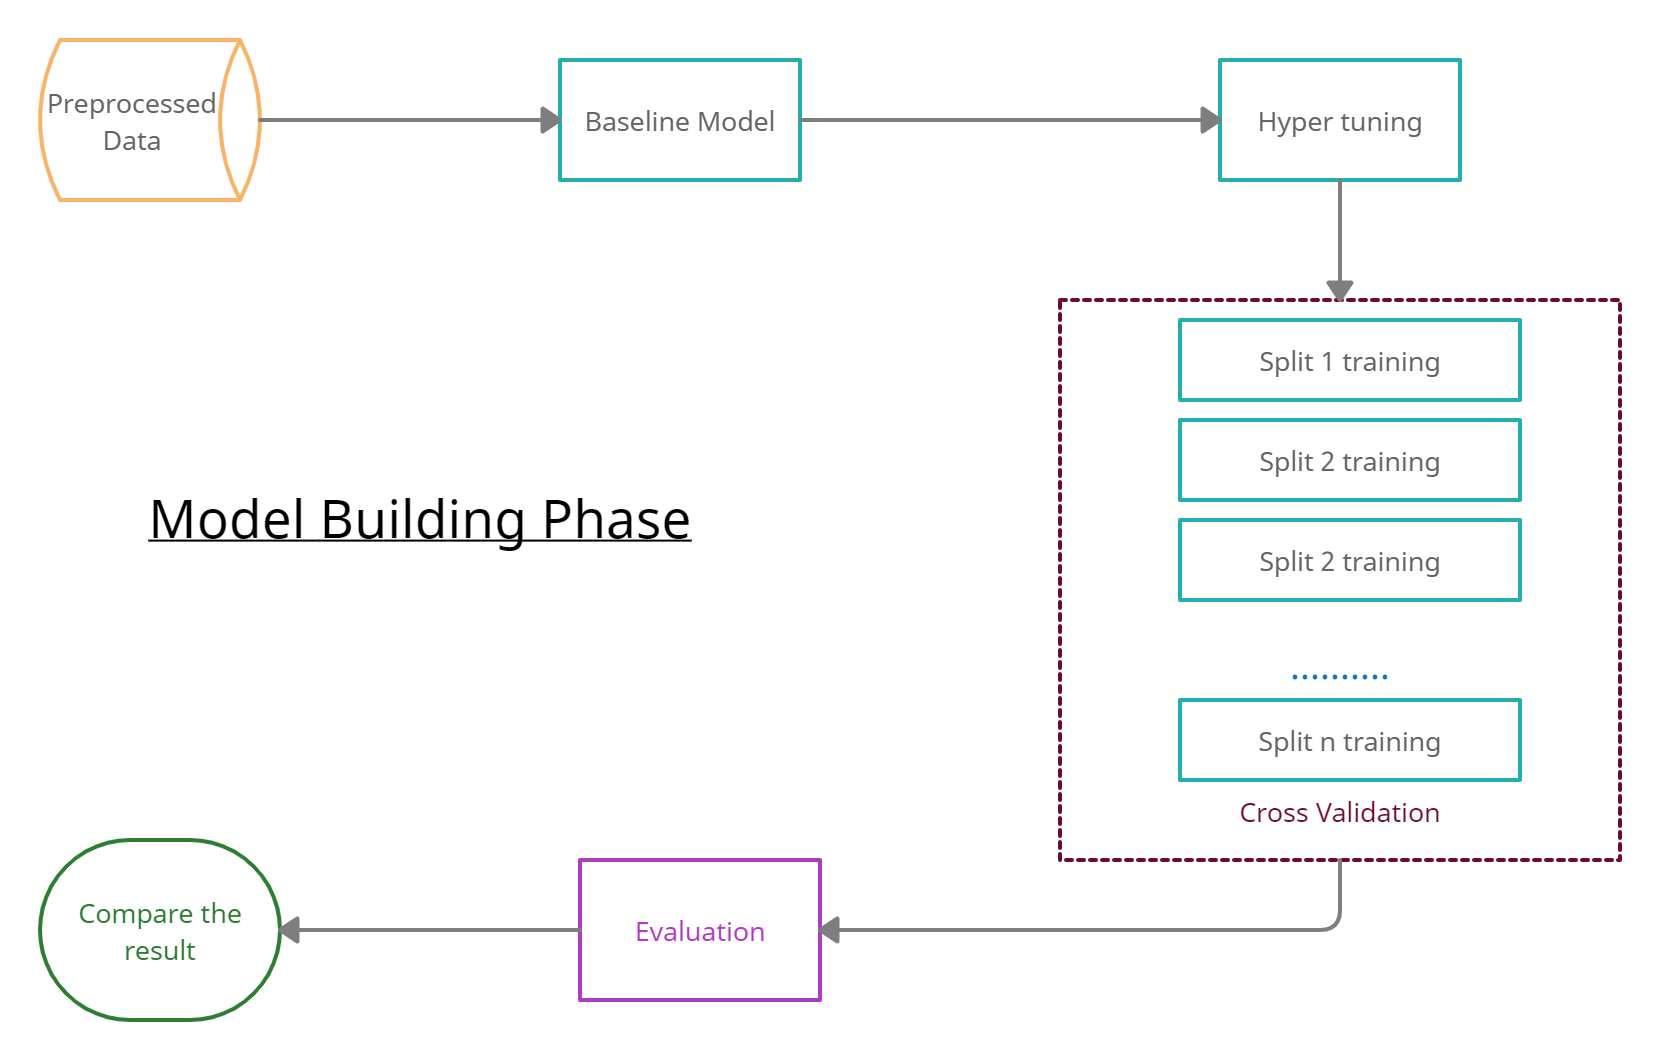 Preprocessed
Data
Baseline Model
Hyper tuning
Split 1 training
Split 2 training
Split 2 training
..........
Split n training
Cross Validation
Model Building Phase
Evaluation
Compare the
result